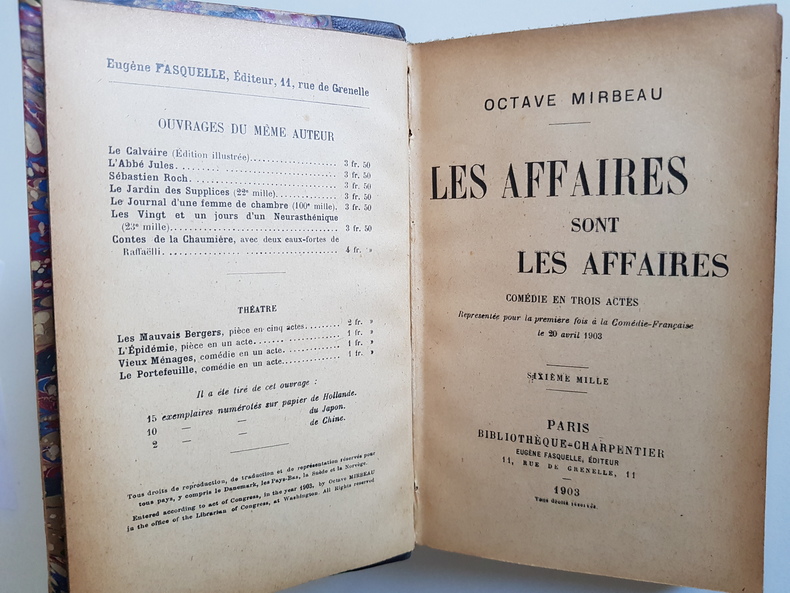 Eugène FASQUELLE, Éditeur, 11, rue de Grenelle
OUVRAGES DU MÊME AUTEUR
Le Calvaire (Édition illustrée)........................ 3 fr. 50
L'Abbé Jules........................ 3 fr. 50
Sébastien Roch........................ 3 fr. 50
Le Jardin des Supplices (22e mille)............. 3 fr. 50
Le Journal d'une femme de chambre (100e mille). 3 fr. 50
Les Vingt et un jours d'un Neurasthénique
(23e mille)........................ 3 fr. 50
Contes de la Chaumière, avec deux eaux-fortes de
Raffaëlli........................ 4 fr. »
THÉATRE
Les Mauvais Bergers, pièce en cinq actes........ 2 fr. »
L'Épidémie, pièce en un acte................ 1 fr. »
Vieux Ménages, comédie en un acte............ 1 fr. »
Le Portefeuille, comédie en un acte............ 1 fr. »
Il a été tiré de cet ouvrage :
15 exemplaires numérotés sur papier de Hollande.
10 — — du Japon.
2 — — de Chine.
Tous droits de reproduction, de traduction et de représentation réservés pour
tous pays, y compris le Danemark, les Pays-Bas, la Suède et la Norvège.
Entered according to act of Congress, in the year 1903, by Octave MIRBEAU
in the office of the Librarian of Congress, at Washington. All Rights reserved
OCTAVE MIRBEAU
LES AFFAIRES
SONT
LES AFFAIRES
COMÉDIE EN TROIS ACTES
Représentée pour la première fois à la Comédie-Française
le 20 avril 1903
SIXIÈME MILLE
PARIS
BIBLIOTHÈQUE-CHARPENTIER
EUGÈNE FASQUELLE, ÉDITEUR
11, RUE DE GRENELLE, 11
1903
Tous droits réservés.